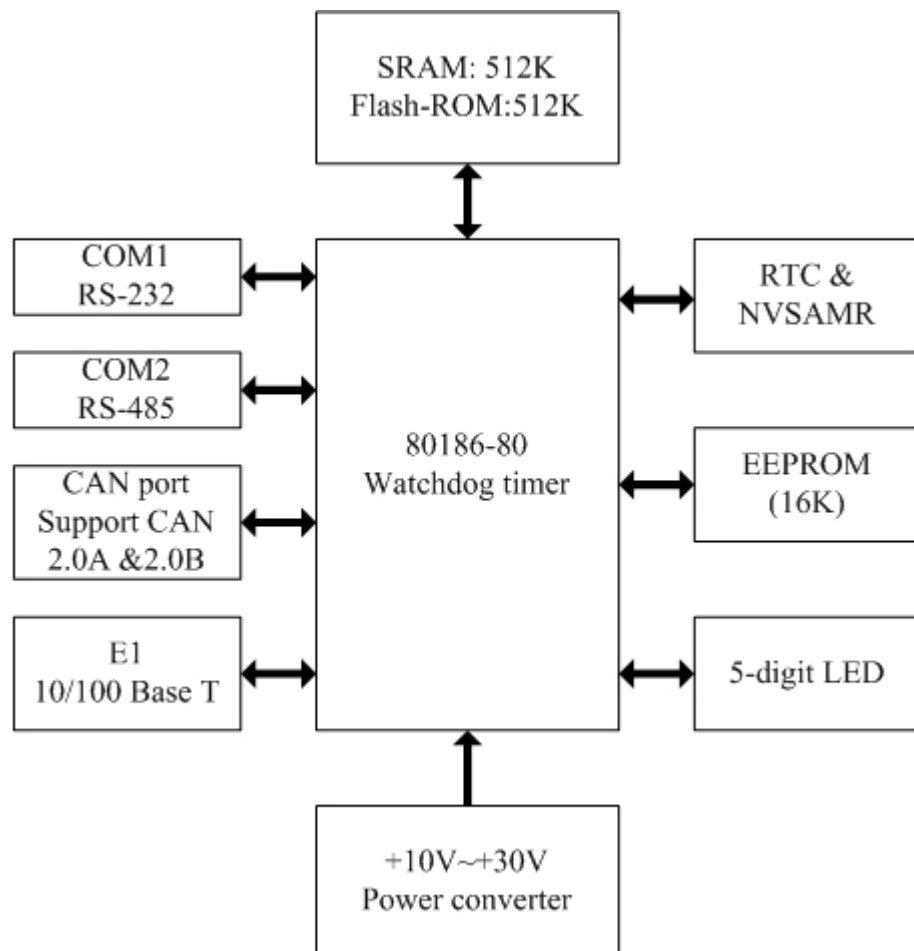 SRAM: 512K
Flash-ROM:512K
COM1
RS-232
COM2
RS-485
CAN port
Support CAN
2.0A &2.0B
E1
10/100 Base T
80186-80
Watchdog timer
RTC &
NVSAMR
EEPROM
(16K)
5-digit LED
+10V~+30V
Power converter